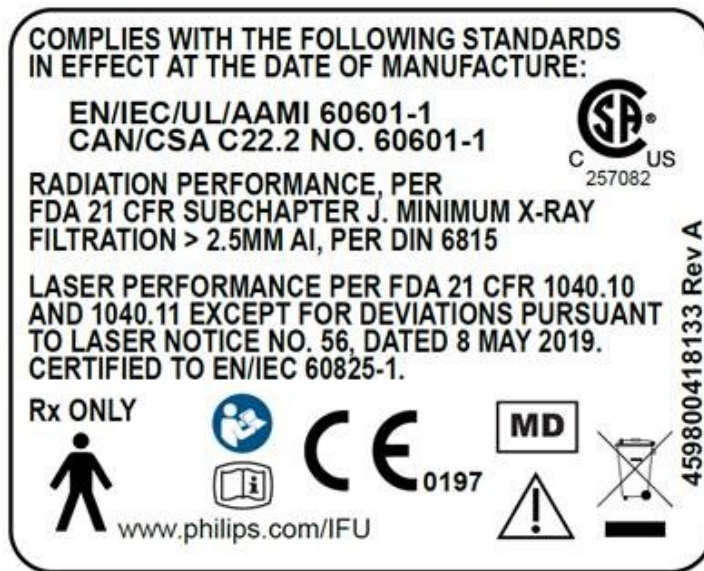 COMPLIES WITH THE FOLLOWING STANDARDS
IN EFFECT AT THE DATE OF MANUFACTURE:
EN/IEC/UL/AAMI 60601-1
CAN/CSA C22.2 NO. 60601-1
CSA®
C US
257082
RADIATION PERFORMANCE, PER
FDA 21 CFR SUBCHAPTER J. MINIMUM X-RAY
FILTRATION > 2.5MM Al, PER DIN 6815
LASER PERFORMANCE PER FDA 21 CFR 1040.10
AND 1040.11 EXCEPT FOR DEVIATIONS PURSUANT
TO LASER NOTICE NO. 56, DATED 8 MAY 2019.
CERTIFIED TO EN/IEC 60825-1.
Rx ONLY
CE 0197
MD
www.philips.com/IFU
459800418133 Rev A